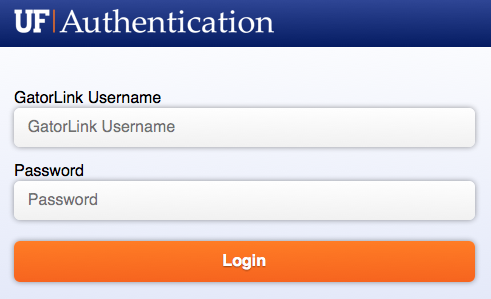 UF Authentication
GatorLink Username
GatorLink Username
Password
Password
Login